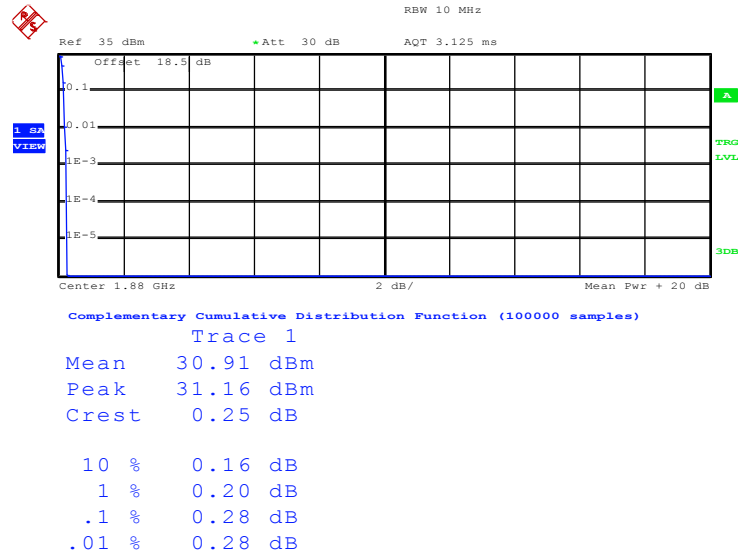 RBW 10 MHz
Ref 35 dBm *Att 30 dB AQT 3.125 ms
Offset 18.5 dB
0.1
A
0.01
1 SA
VIEW
TRG
LVL
1E-3
1E-4
1E-5
3DB
Center 1.88 GHz 2 dB/ Mean Pwr + 20 dB
Complementary Cumulative Distribution Function (100000 samples)
Trace 1
Mean 30.91 dBm
Peak 31.16 dBm
Crest 0.25 dB
10 % 0.16 dB
1 % 0.20 dB
.1 % 0.28 dB
.01 % 0.28 dB